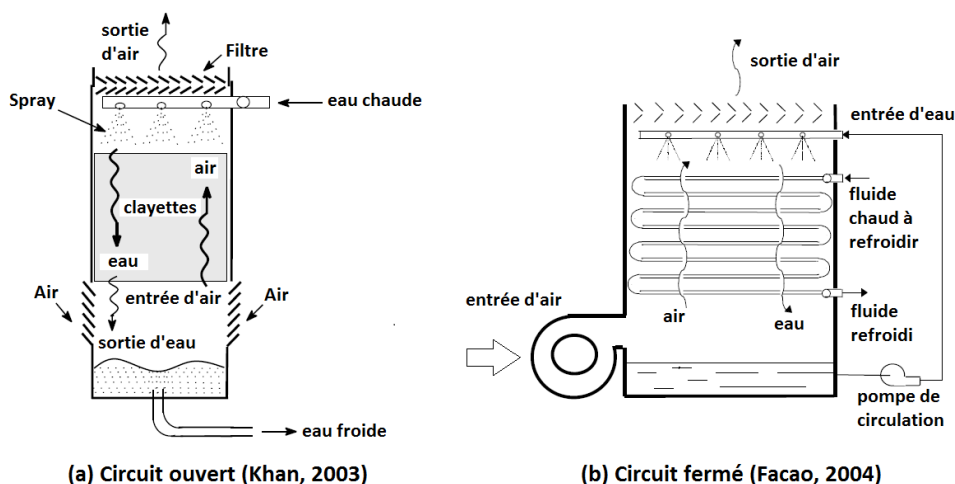 sortie
d'air
Filtre
Spray
eau chaude
air
clayettes
eau
Air
entrée d'air
Air
sortie d'eau
eau froide
(a) Circuit ouvert (Khan, 2003)
sortie d'air
entrée d'eau
fluide
chaud à
refroidir
entrée d'air
air
eau
fluide
refroidi
pompe de
circulation
(b) Circuit fermé (Facao, 2004)